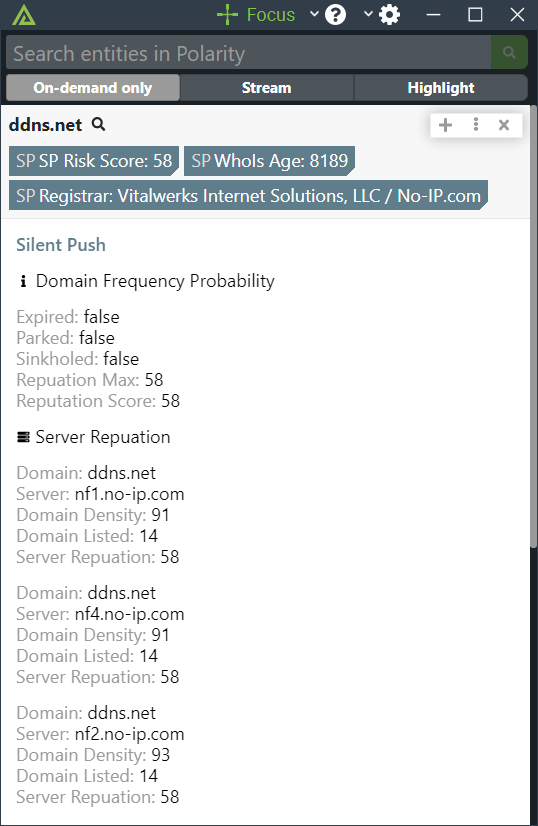 Focus
Search entities in Polarity
On-demand only Stream Highlight
ddns.net
SP SP Risk Score: 58 SP WhoIs Age: 8189
SP Registrar: Vitalwerks Internet Solutions, LLC / No-IP.com
Silent Push
Domain Frequency Probability
Expired: false
Parked: false
Sinkholed: false
Repuation Max: 58
Reputation Score: 58
Server Repuation
Domain: ddns.net
Server: nf1.no-ip.com
Domain Density: 91
Domain Listed: 14
Server Repuation: 58
Domain: ddns.net
Server: nf4.no-ip.com
Domain Density: 91
Domain Listed: 14
Server Repuation: 58
Domain: ddns.net
Server: nf2.no-ip.com
Domain Density: 93
Domain Listed: 14
Server Repuation: 58